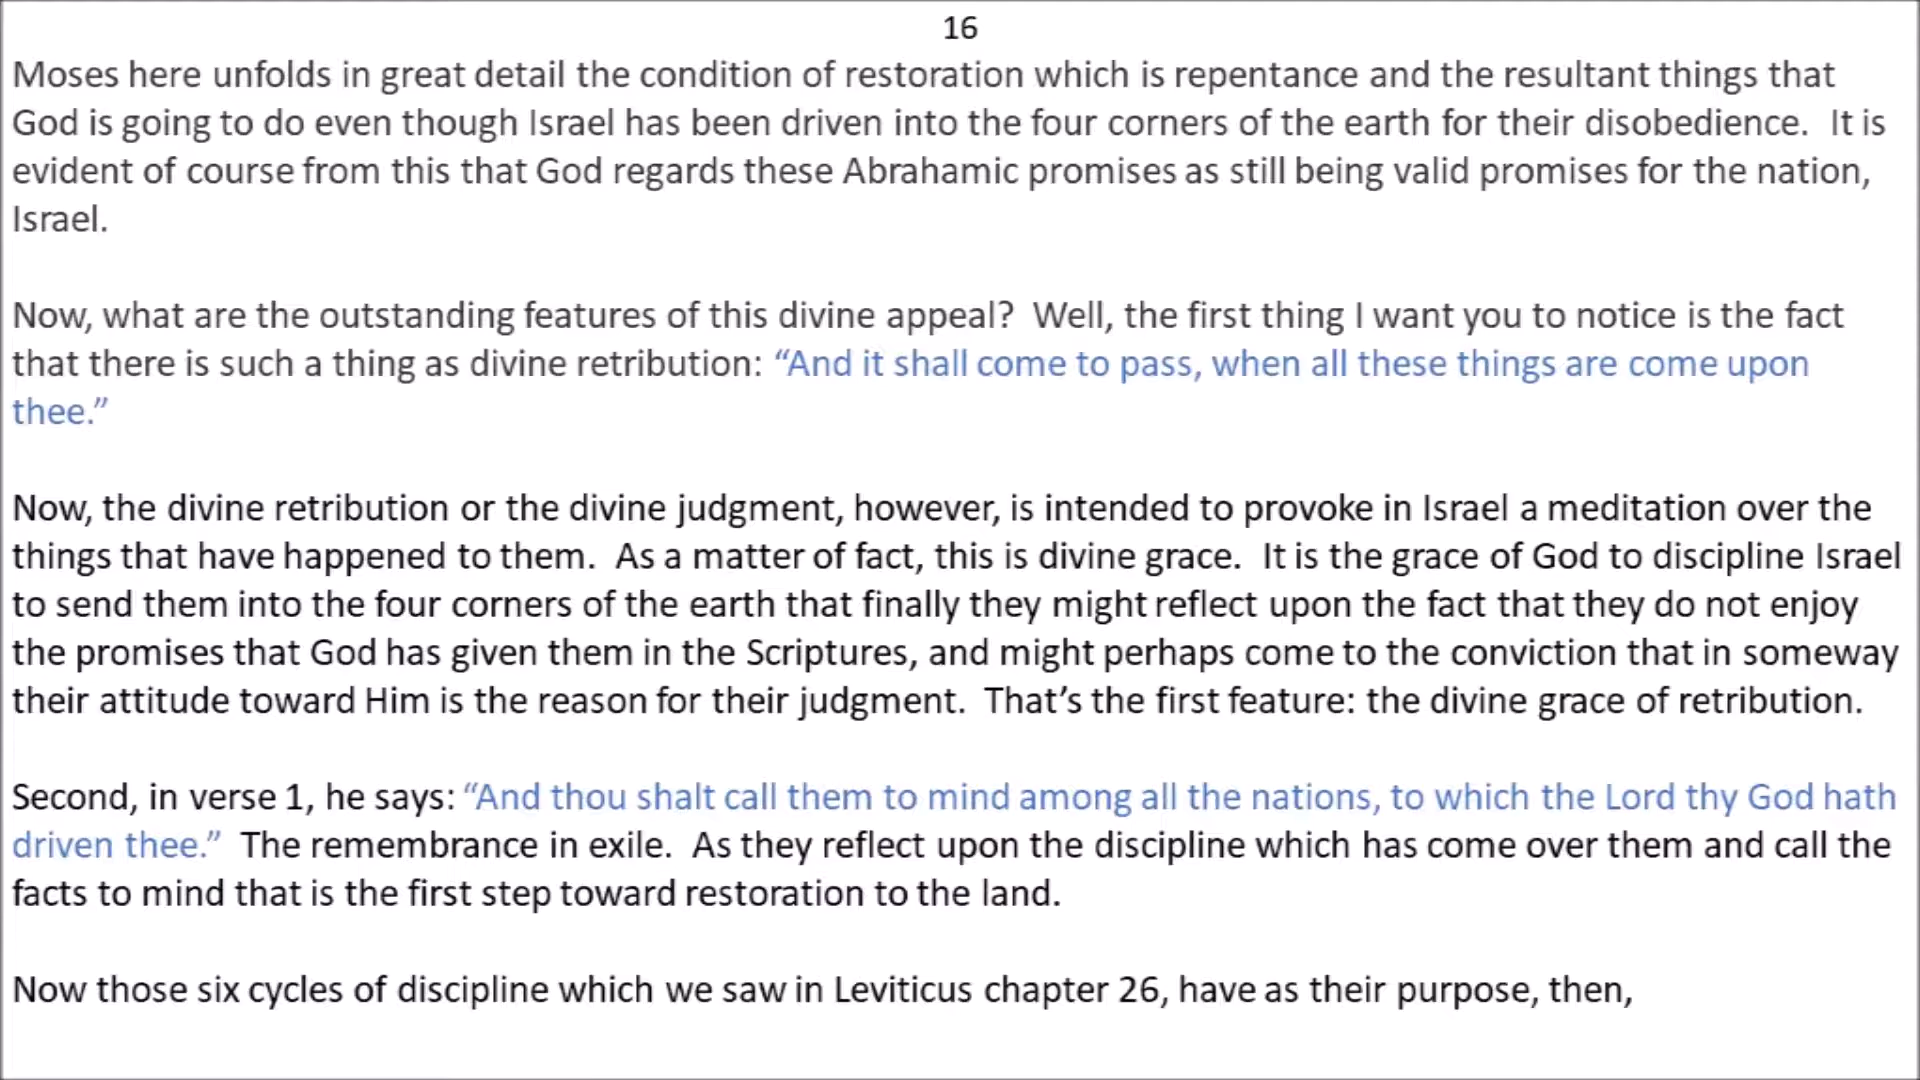 16
Moses here unfolds in great detail the condition of restoration which is repentance and the resultant things that
God is going to do even though Israel has been driven into the four corners of the earth for their disobedience.  It is
evident of course from this that God regards these Abrahamic promises as still being valid promises for the nation,
Israel.
Now, what are the outstanding features of this divine appeal?  Well, the first thing I want you to notice is the fact
that there is such a thing as divine retribution: “And it shall come to pass, when all these things are come upon
thee.”
Now, the divine retribution or the divine judgment, however, is intended to provoke in Israel a meditation over the
things that have happened to them.  As a matter of fact, this is divine grace.  It is the grace of God to discipline Israel
to send them into the four corners of the earth that finally they might reflect upon the fact that they do not enjoy
the promises that God has given them in the Scriptures, and might perhaps come to the conviction that in someway
their attitude toward Him is the reason for their judgment.  That’s the first feature: the divine grace of retribution.
Second, in verse 1, he says: “And thou shalt call them to mind among all the nations, to which the Lord thy God hath
driven thee.”  The remembrance in exile.  As they reflect upon the discipline which has come over them and call the
facts to mind that is the first step toward restoration to the land.
Now those six cycles of discipline which we saw in Leviticus chapter 26, have as their purpose, then,